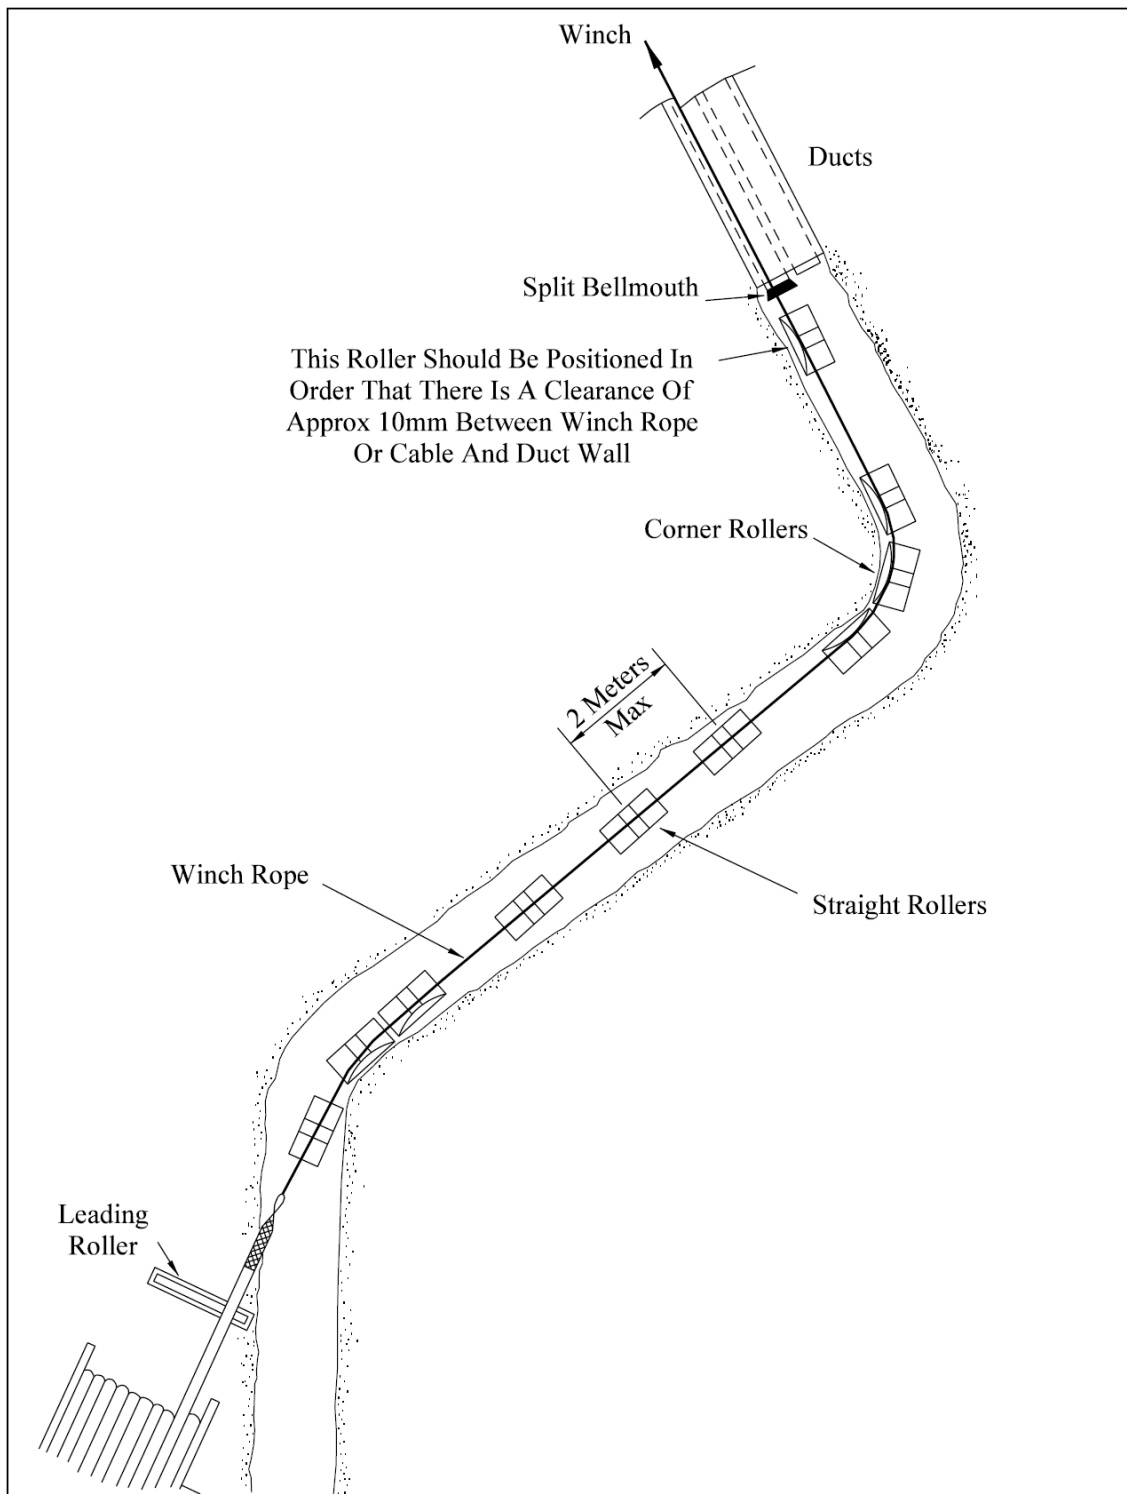 Winch
Ducts
Split Bellmouth
This Roller Should Be Positioned In
Order That There Is A Clearance Of
Approx 10mm Between Winch Rope
Or Cable And Duct Wall
Corner Rollers
2 Meters
Max
Winch Rope
Straight Rollers
Leading
Roller